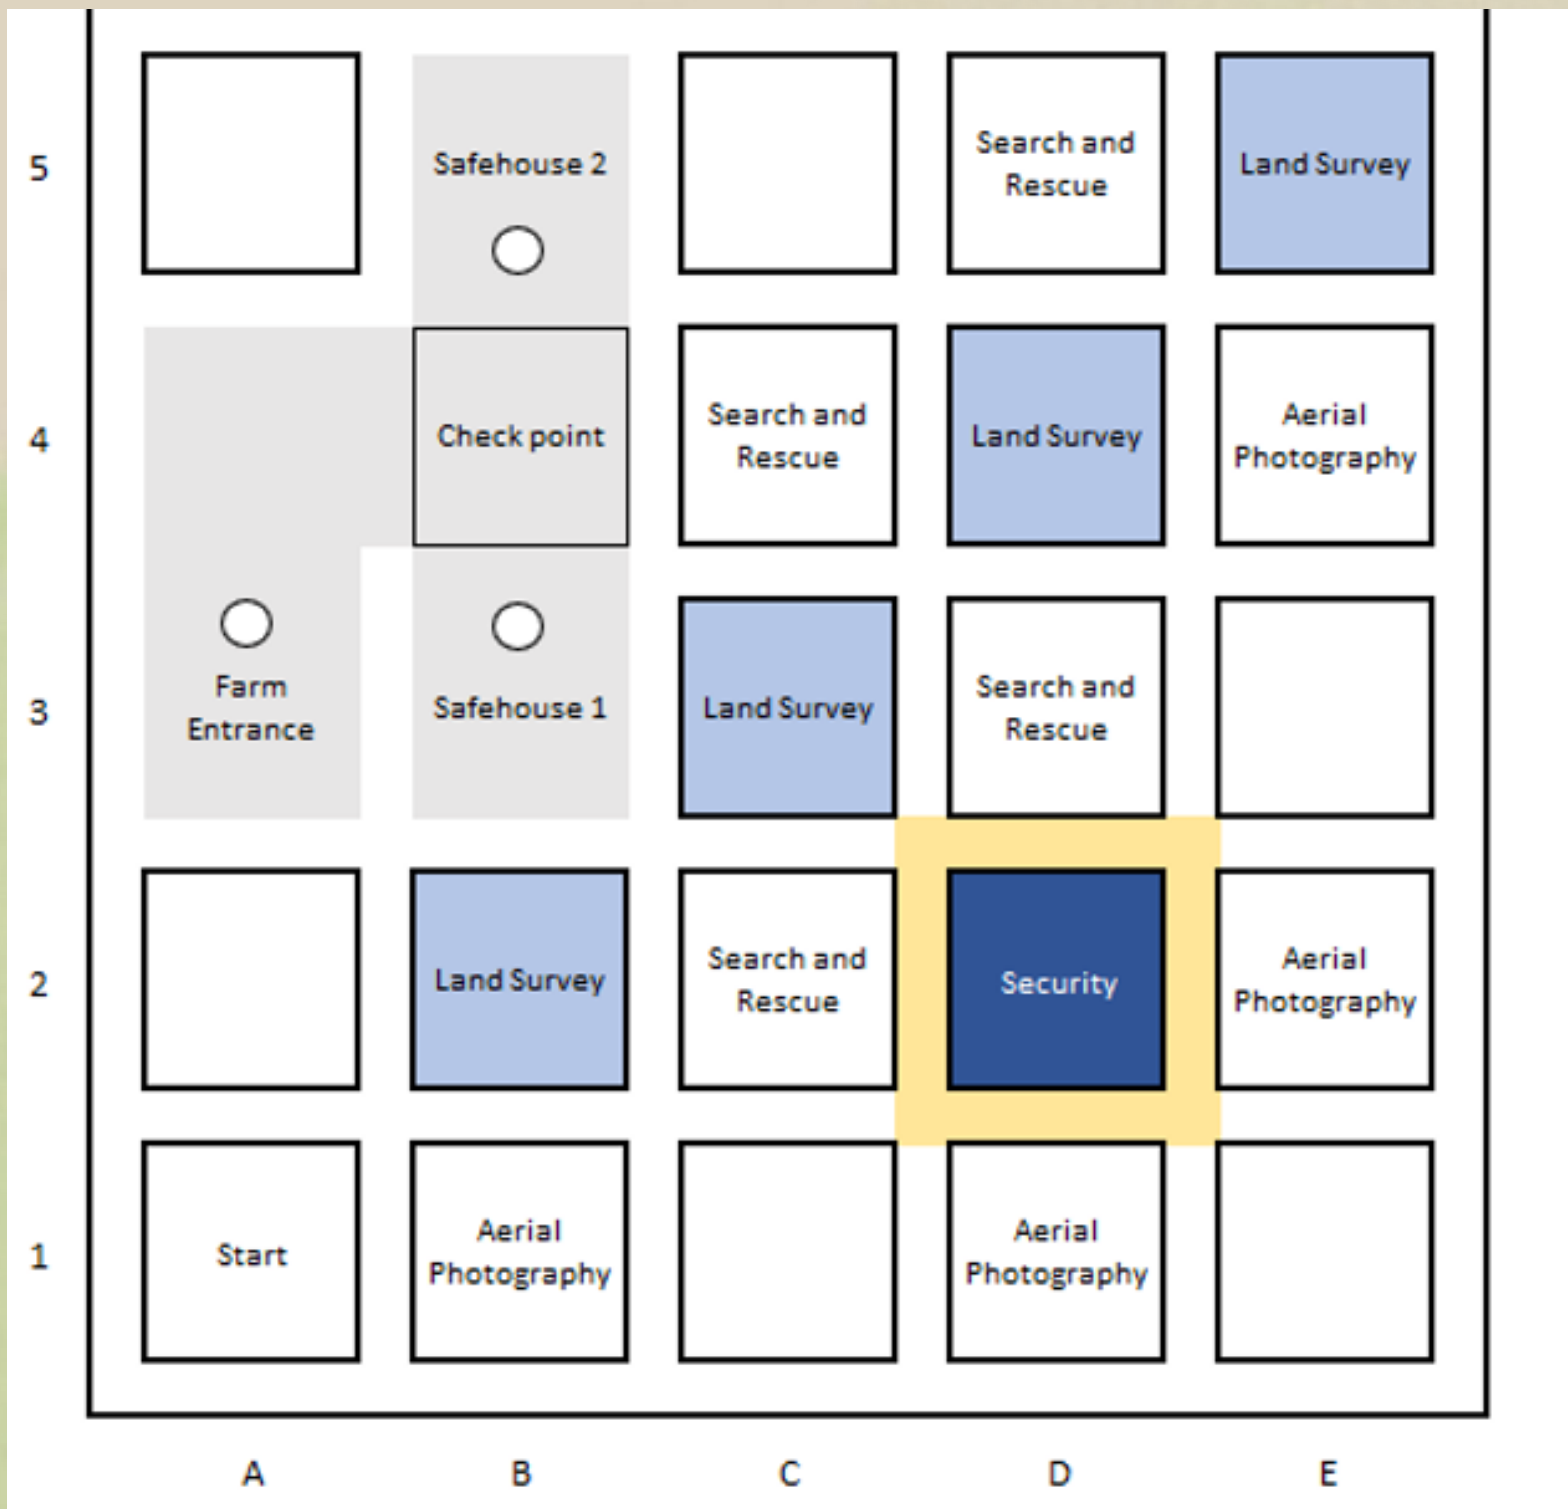 5
Safehouse 2
Search and
Rescue
Land Survey
4
Check point
Search and
Rescue
Land Survey
Aerial
Photography
3
Farm
Entrance
Safehouse 1
Land Survey
Search and
Rescue
2
Land Survey
Search and
Rescue
Security
Aerial
Photography
1
Start
Aerial
Photography
Aerial
Photography
A B C D E